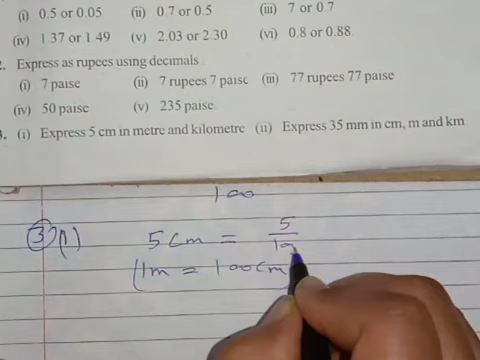 (i) 0.5 or 0.05 (ii) 0.7 or 0.5 (iii) 7 or 0.7
(iv) 1.37 or 1.49 (v) 2.03 or 2.30 (vi) 0.8 or 0.88
2. Express as rupees using decimals
(i) 7 paise (ii) 7 rupees 7 paise (iii) 77 rupees 77 paise
(iv) 50 paise (v) 235 paise
3. (i) Express 5 cm in metre and kilometre (ii) Express 35 mm in cm, m and km
100
③ (i) 5 cm = 5/10
(1m = 100cm